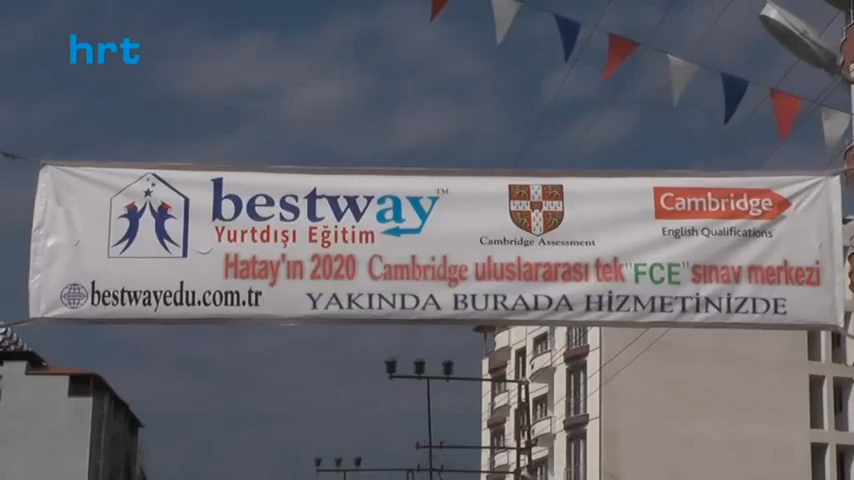 hrt
bestway™
Yurtdışı Eğitim
Cambridge Assessment
Cambridge
English Qualifications
Hatay'ın 2020 Cambridge uluslararası tek "FCE" sınav merkezi
bestwayedu.com.tr
YAKINDA BURADA HİZMETİNİZDE